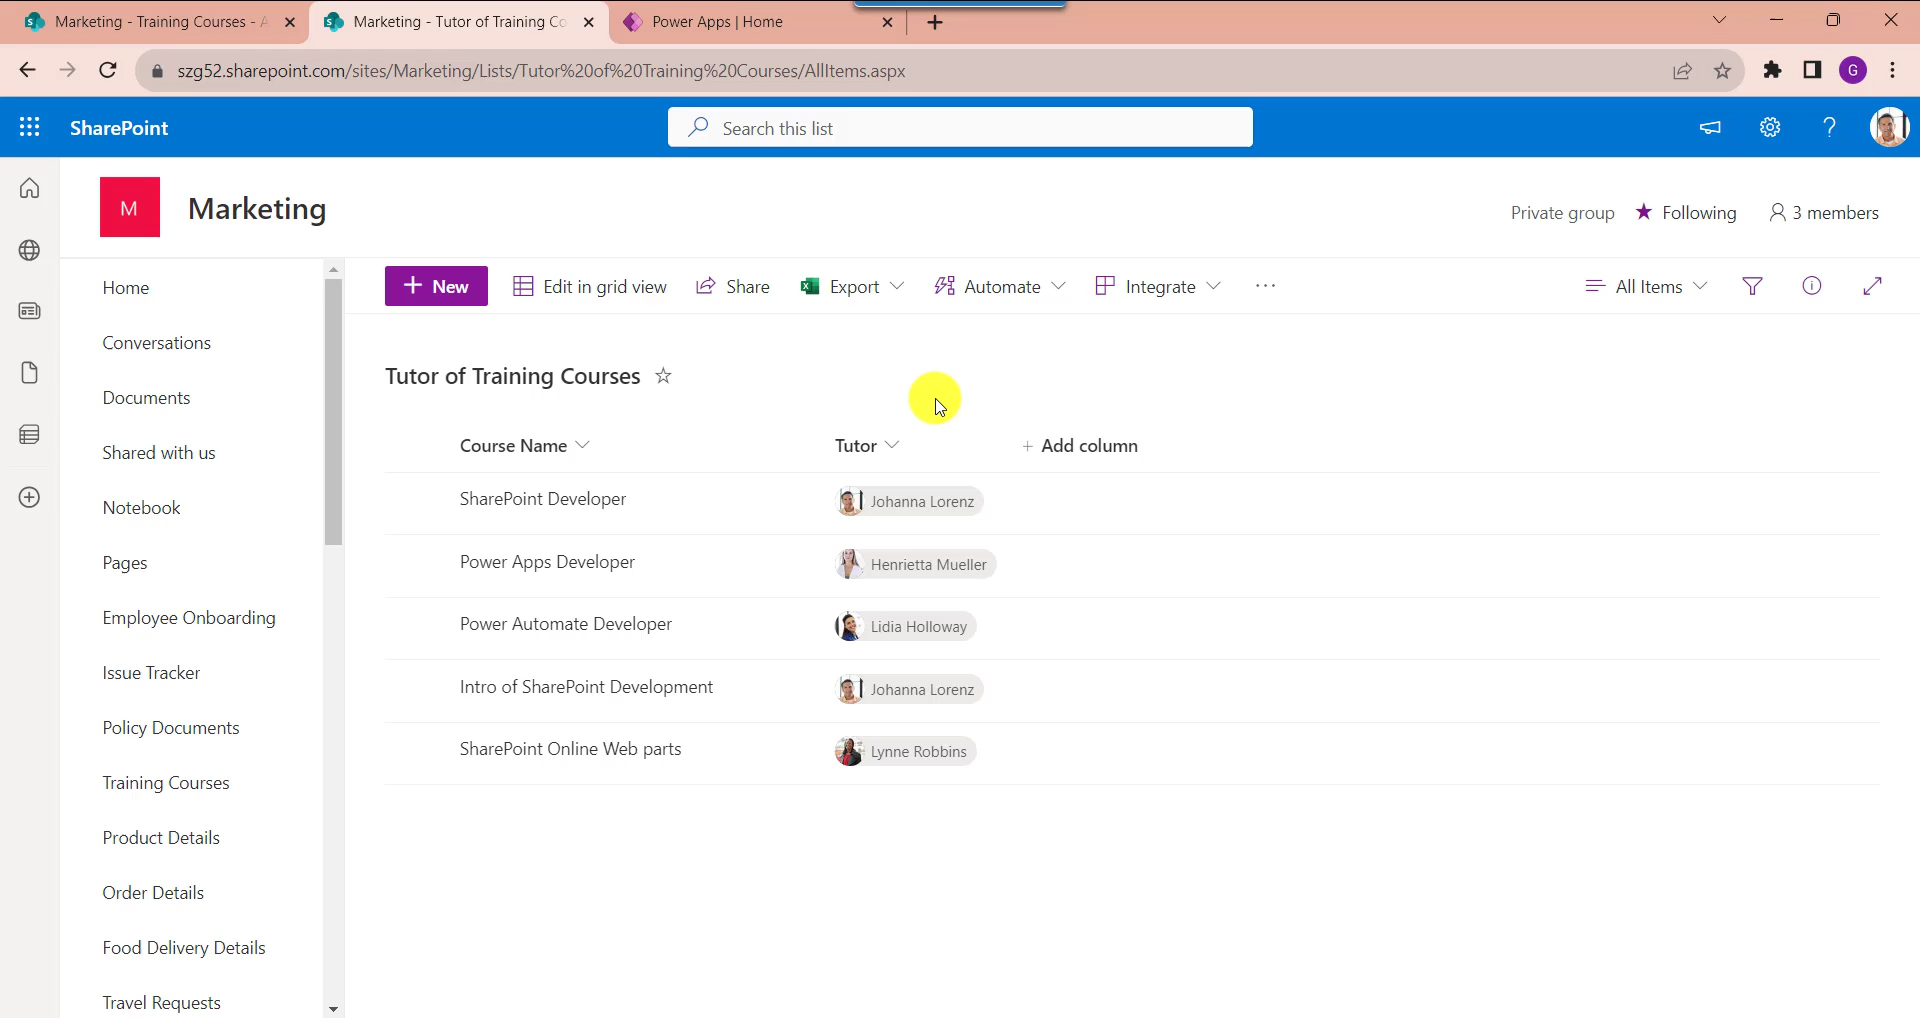 Marketing - Training Courses - A
Marketing - Tutor of Training Co
Power Apps | Home
szg52.sharepoint.com/sites/Marketing/Lists/Tutor%20of%20Training%20Courses/AllItems.aspx
G
SharePoint
Search this list
M
Marketing
Private group
Following
3 members
Home
Conversations
Documents
Shared with us
Notebook
Pages
Employee Onboarding
Issue Tracker
Policy Documents
Training Courses
Product Details
Order Details
Food Delivery Details
Travel Requests
+ New
Edit in grid view
Share
Export
Automate
Integrate
...
All Items
Tutor of Training Courses
Course Name
Tutor
+ Add column
SharePoint Developer
Johanna Lorenz
Power Apps Developer
Henrietta Mueller
Power Automate Developer
Lidia Holloway
Intro of SharePoint Development
Johanna Lorenz
SharePoint Online Web parts
Lynne Robbins